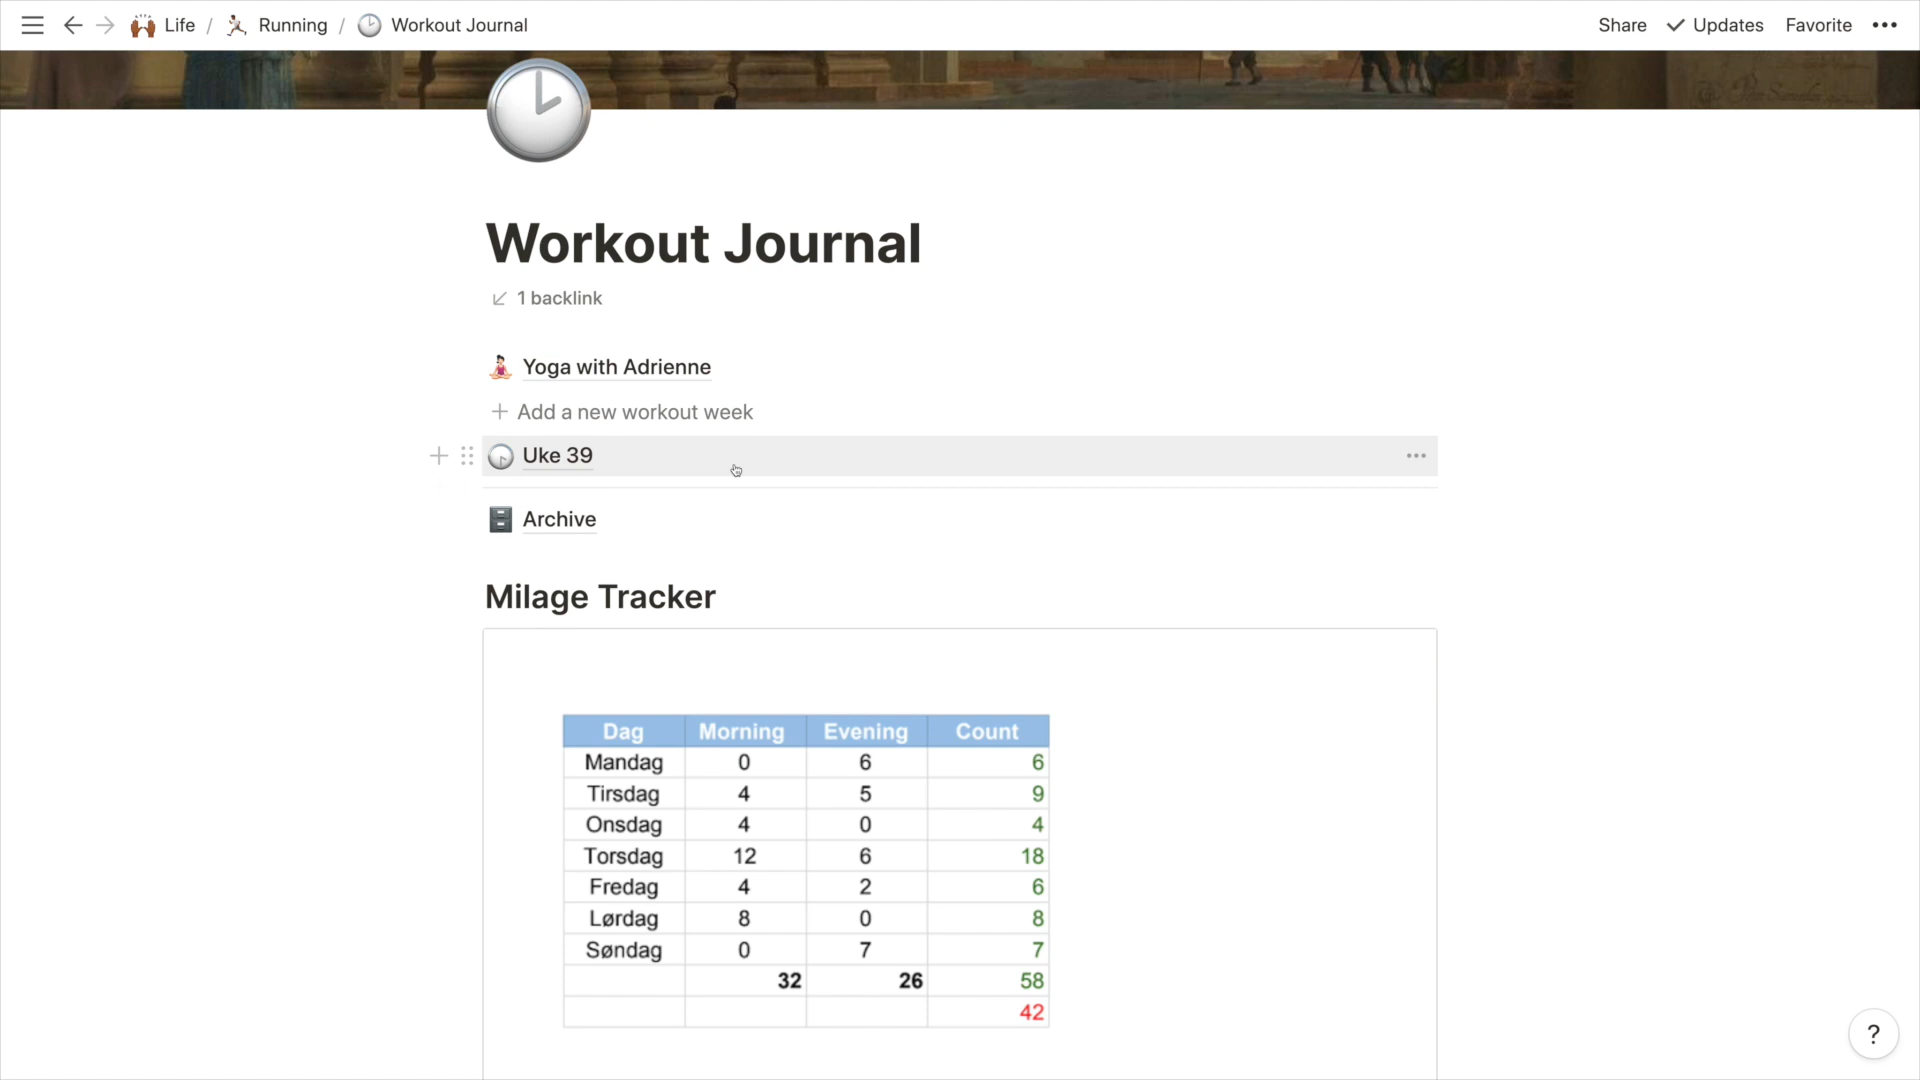 Life / Running / Workout Journal
Share Updates Favorite
Workout Journal
1 backlink
Yoga with Adrienne
Add a new workout week
Uke 39
Archive
Milage Tracker
Dag Morning Evening Count
Mandag 0 6 6
Tirsdag 4 5 9
Onsdag 4 0 4
Torsdag 12 6 18
Fredag 4 2 6
Lørdag 8 0 8
Søndag 0 7 7
32 26 58
42
?